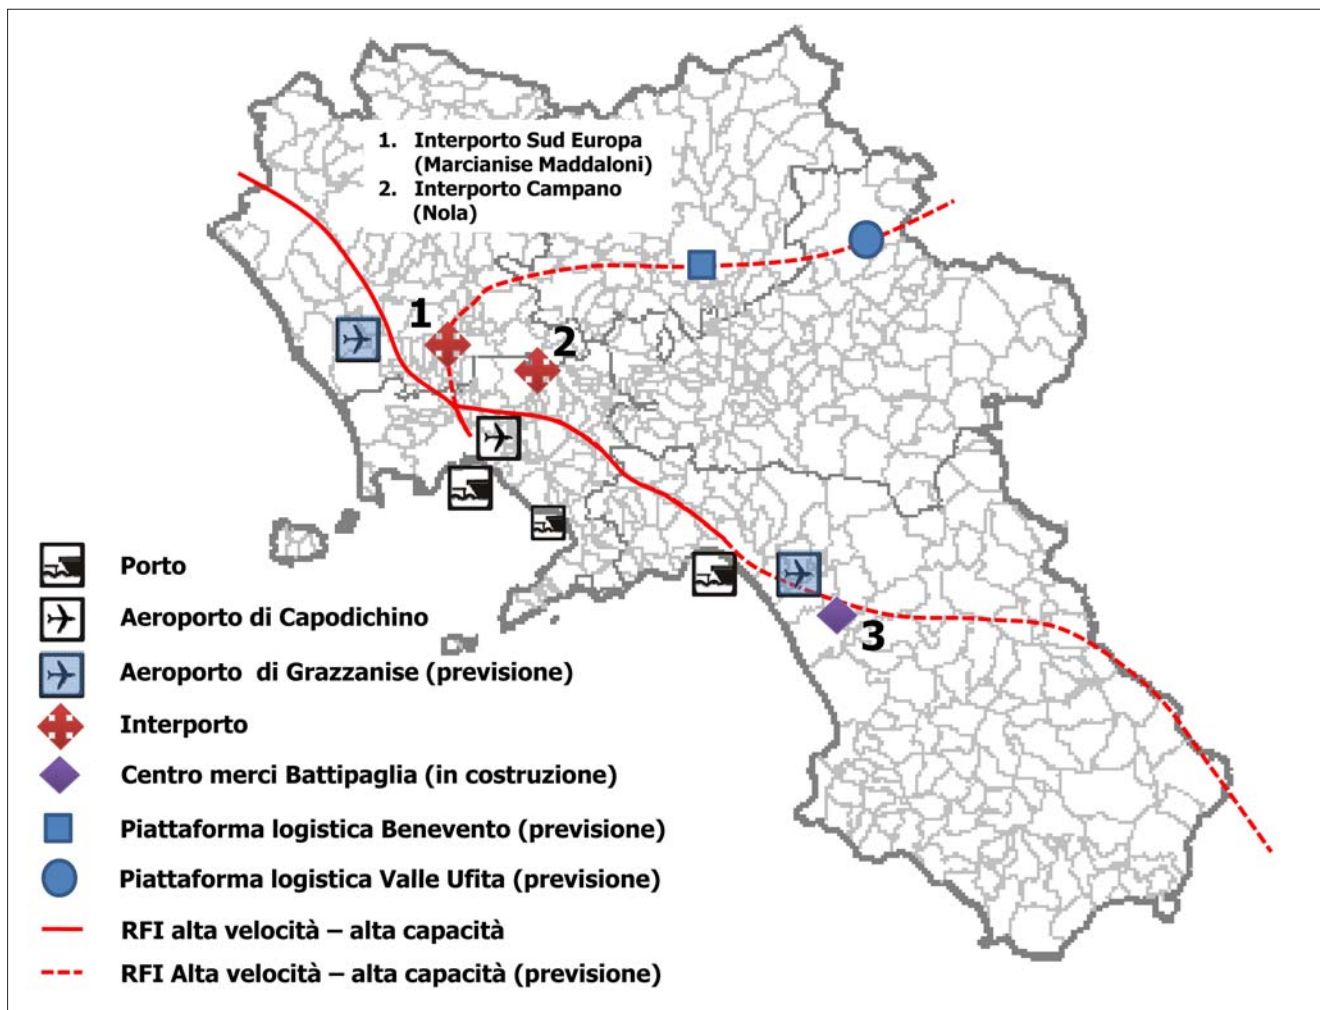 1. Interporto Sud Europa
(Marcianise Maddaloni)
2. Interporto Campano
(Nola)
1
2
3
Porto
Aeroporto di Capodichino
Aeroporto di Grazzanise (previsione)
Interporto
Centro merci Battipaglia (in costruzione)
Piattaforma logistica Benevento (previsione)
Piattaforma logistica Valle Ufita (previsione)
RFI alta velocità – alta capacità
RFI Alta velocità – alta capacità (previsione)